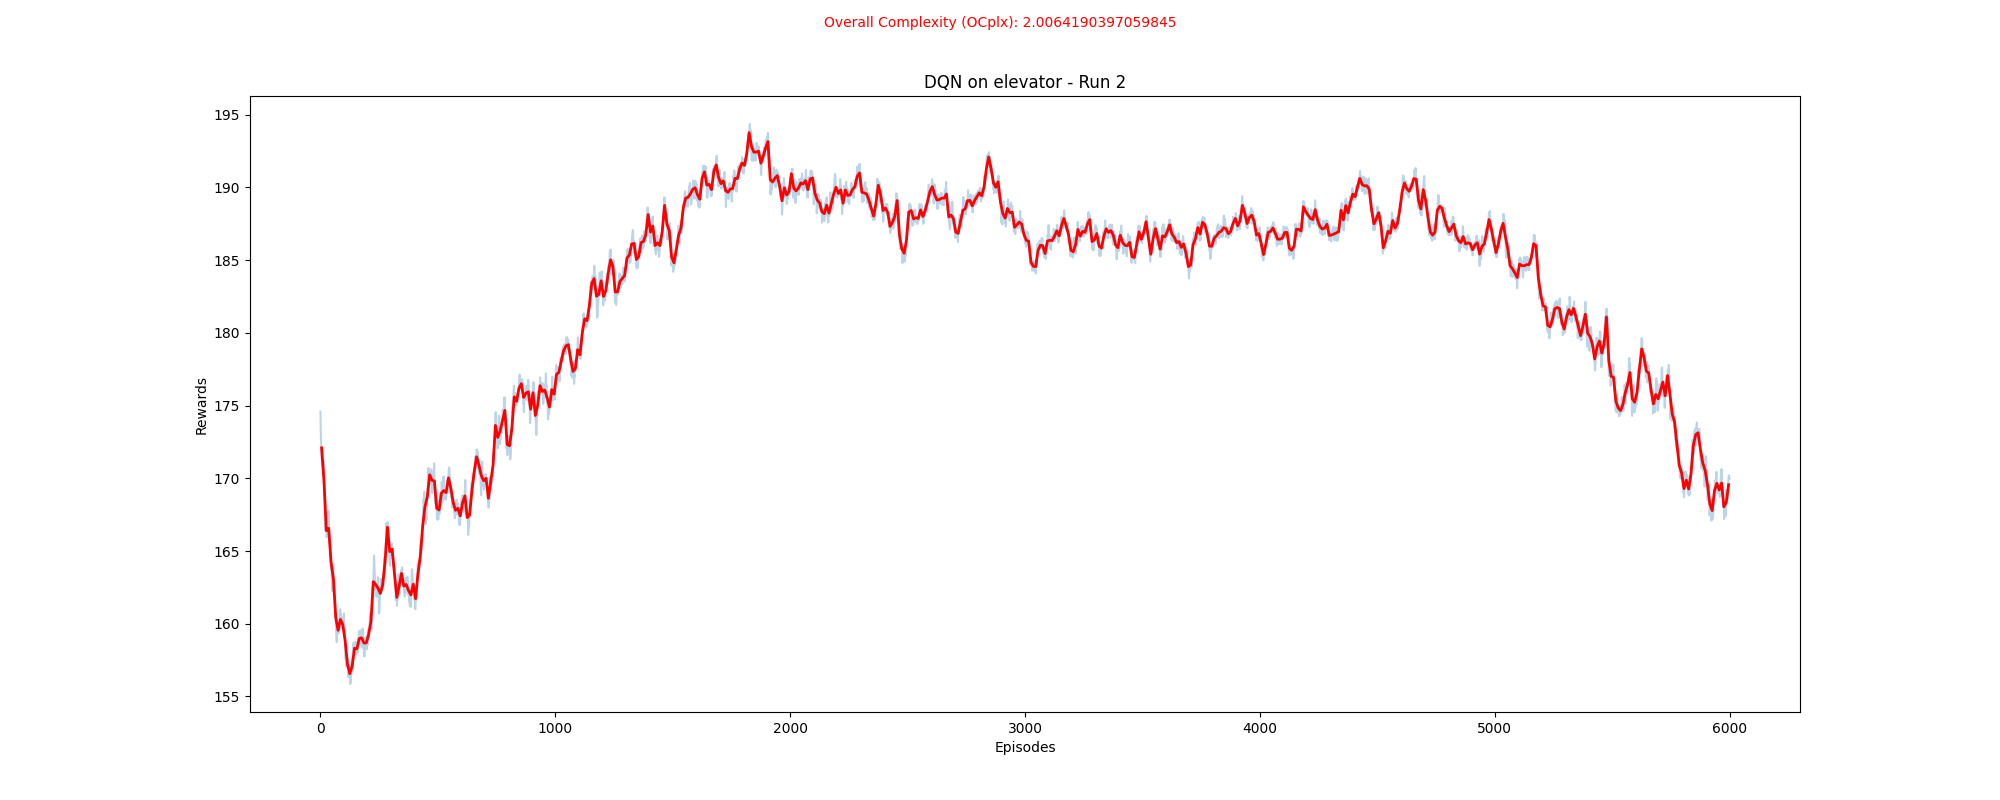 Overall Complexity (OCplx): 2.0064190397059845
DQN on elevator - Run 2
195
190
185
180
175
170
165
160
155
Rewards
0 1000 2000 3000 4000 5000 6000
Episodes